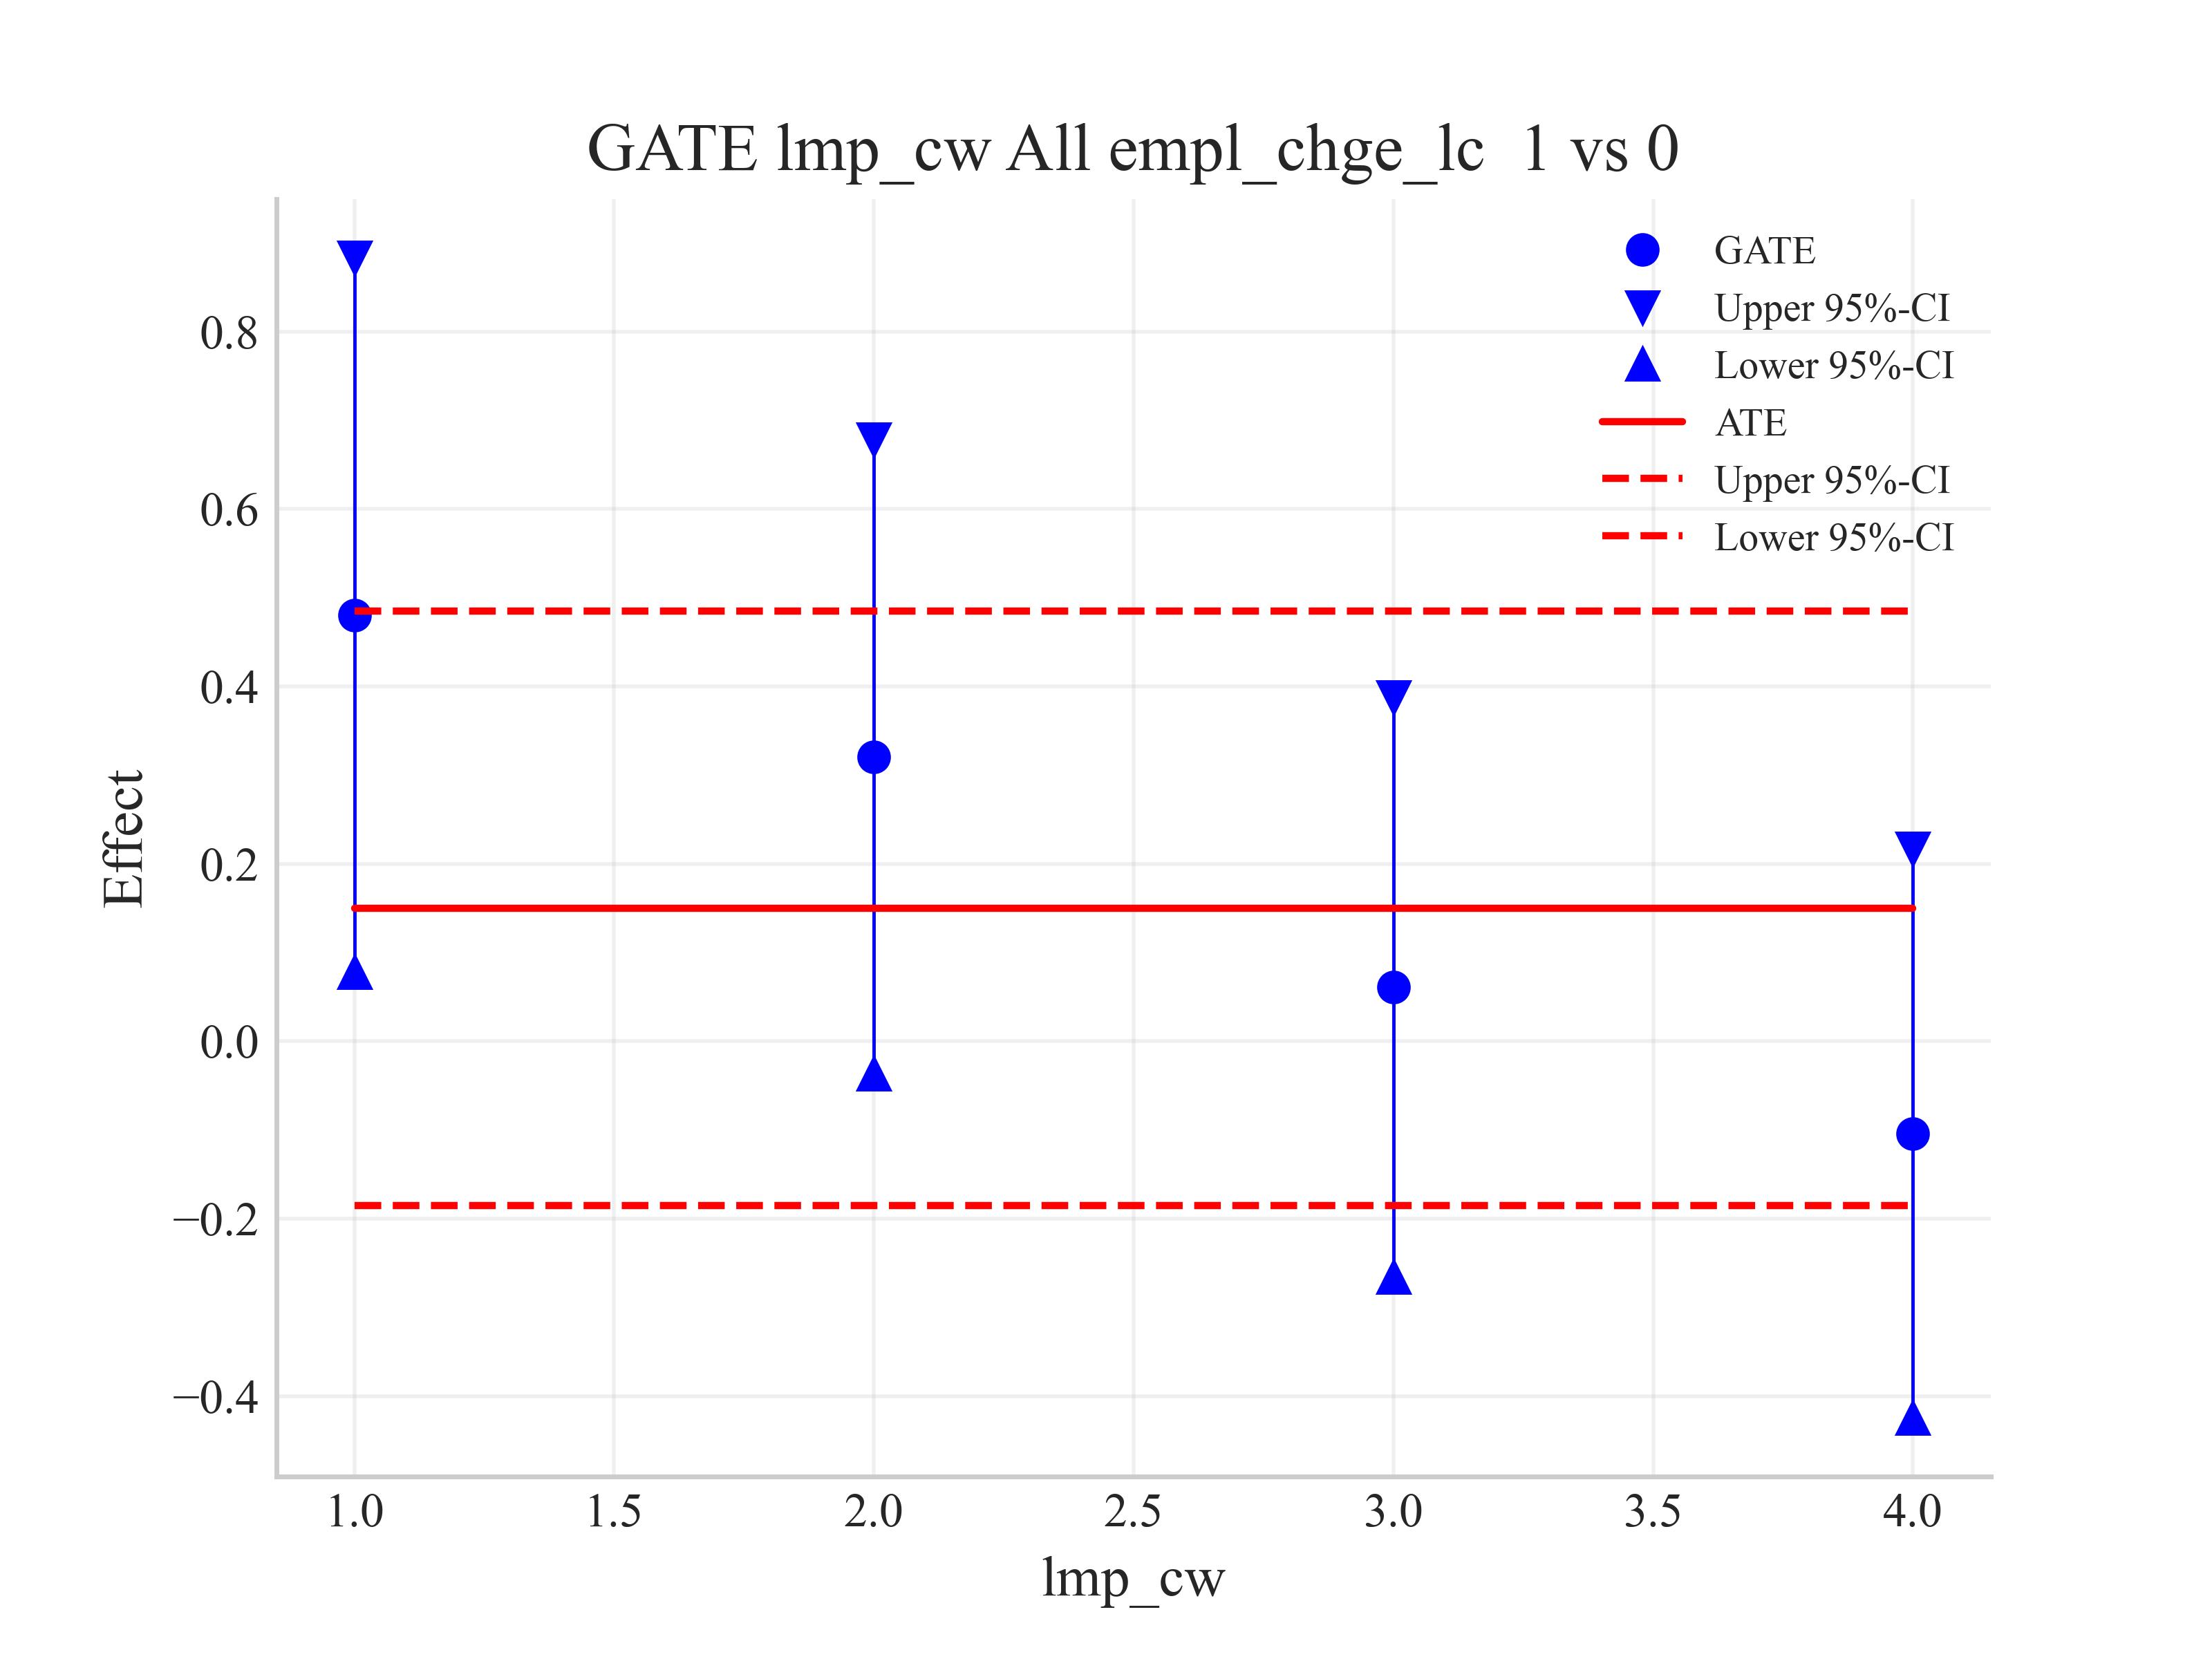 GATE lmp_cw All empl_chge_lc 1 vs 0
GATE
Upper 95%-CI
Lower 95%-CI
ATE
Upper 95%-CI
Lower 95%-CI
0.8
0.6
0.4
0.2
0.0
−0.2
−0.4
Effect
1.0 1.5 2.0 2.5 3.0 3.5 4.0
lmp_cw